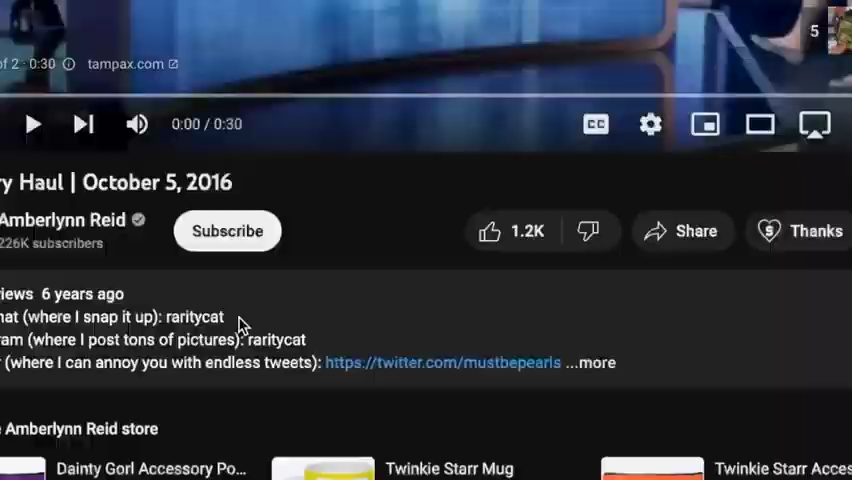 of 2 · 0:30 tampax.com
5
0:00 / 0:30
CC
ry Haul | October 5, 2016
Amberlynn Reid
226K subscribers
Subscribe
1.2K
Share
Thanks
iews 6 years ago
hat (where I snap it up): raritycat
ram (where I post tons of pictures): raritycat
r (where I can annoy you with endless tweets): https://twitter.com/mustbepearls ...more
Amberlynn Reid store
Dainty Gorl Accessory Po...
Twinkie Starr Mug
Twinkie Starr Acces